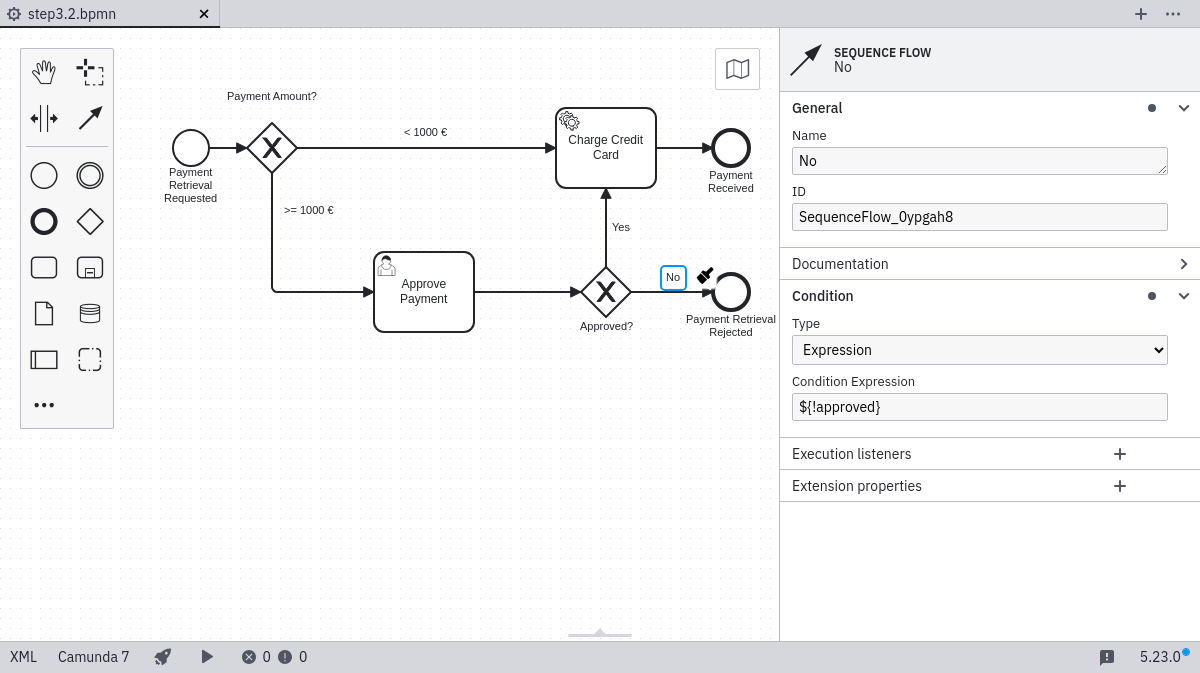 step3.2.bpmn
Payment Amount?
< 1000 €
Charge Credit
Card
Payment
Retrieval
Requested
Payment
Received
>= 1000 €
Yes
Approve
Payment
No
Approved?
Payment Retrieval
Rejected
SEQUENCE FLOW
No
General
Name
No
ID
SequenceFlow_0ypgah8
Documentation
Condition
Type
Expression
Condition Expression
${!approved}
Execution listeners
Extension properties
XML
Camunda 7
0
0
5.23.0